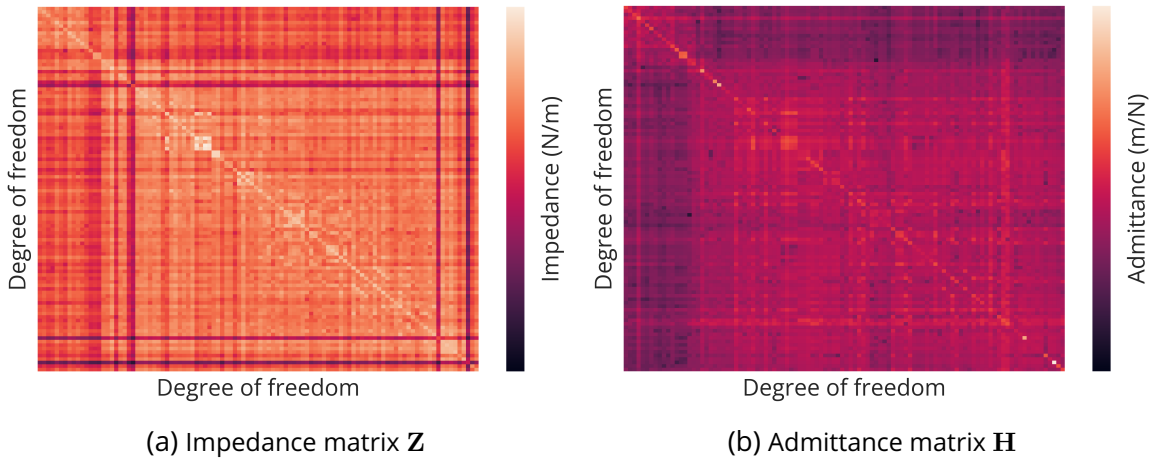 Degree of freedom
Degree of freedom
Impedance (N/m)
(a) Impedance matrix Z
Degree of freedom
Degree of freedom
Admittance (m/N)
(b) Admittance matrix H